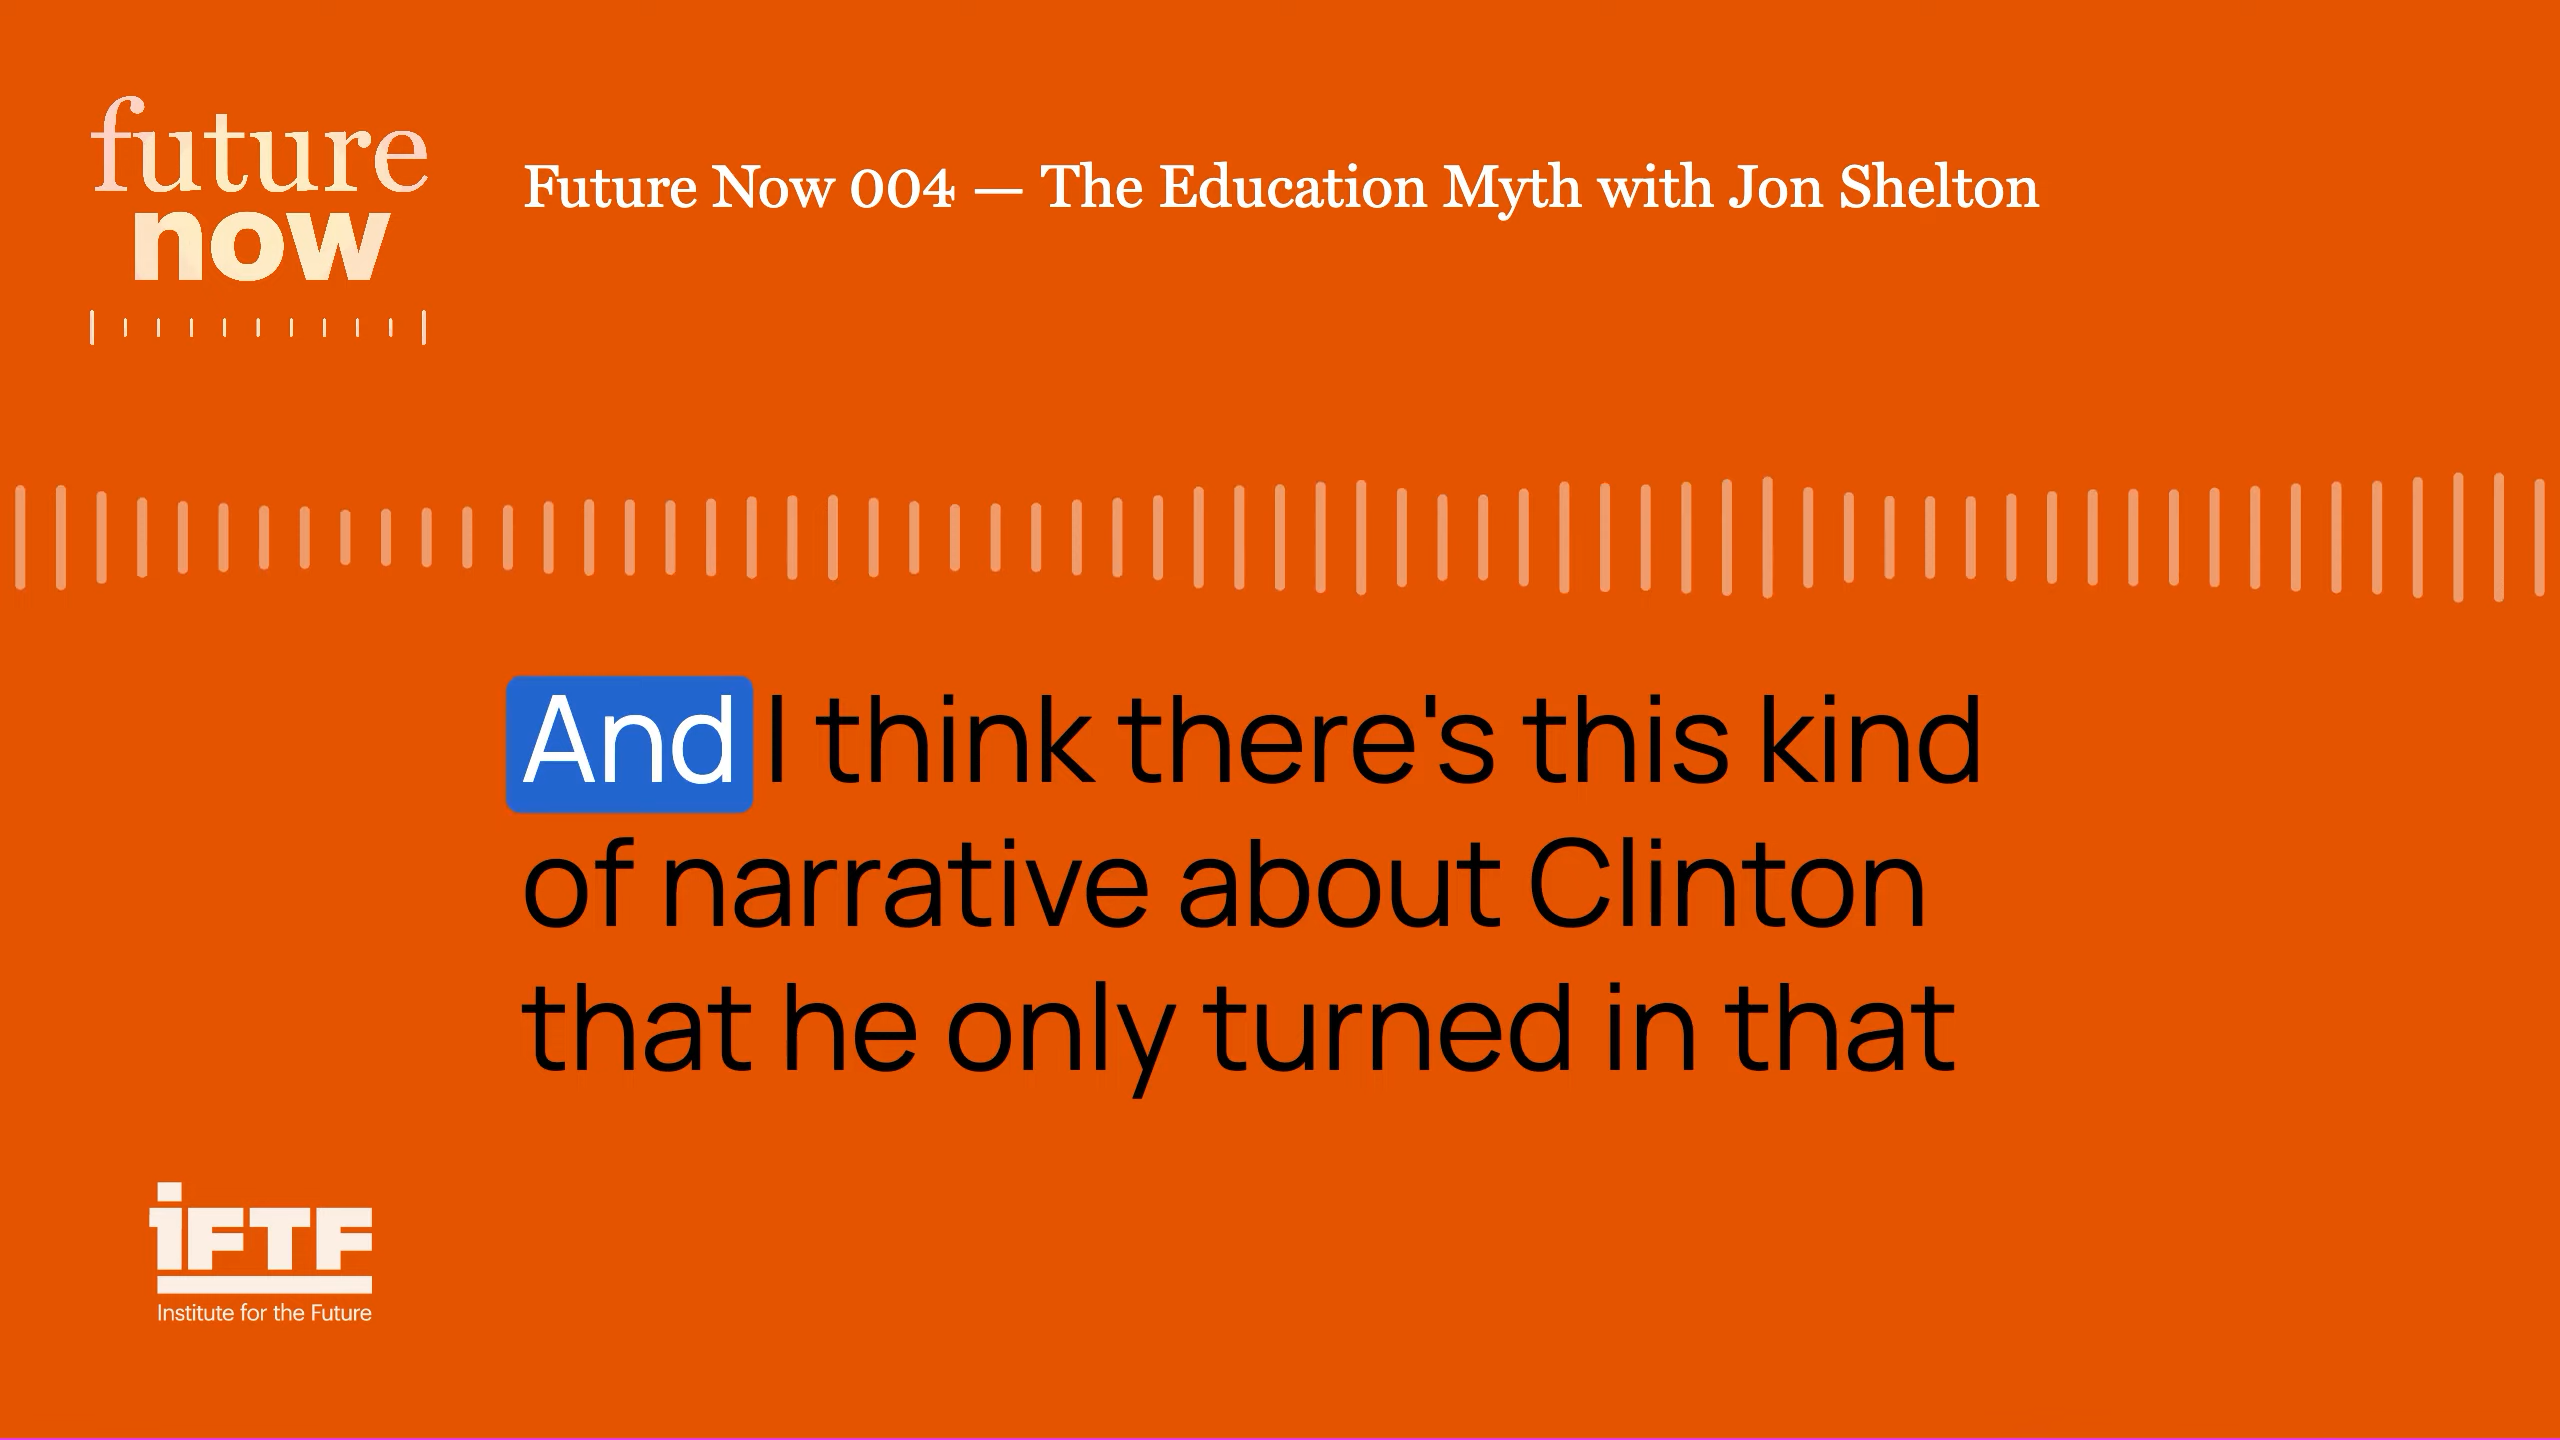 future
now
Future Now 004 — The Education Myth with Jon Shelton
And I think there's this kind
of narrative about Clinton
that he only turned in that
iFTF
Institute for the Future